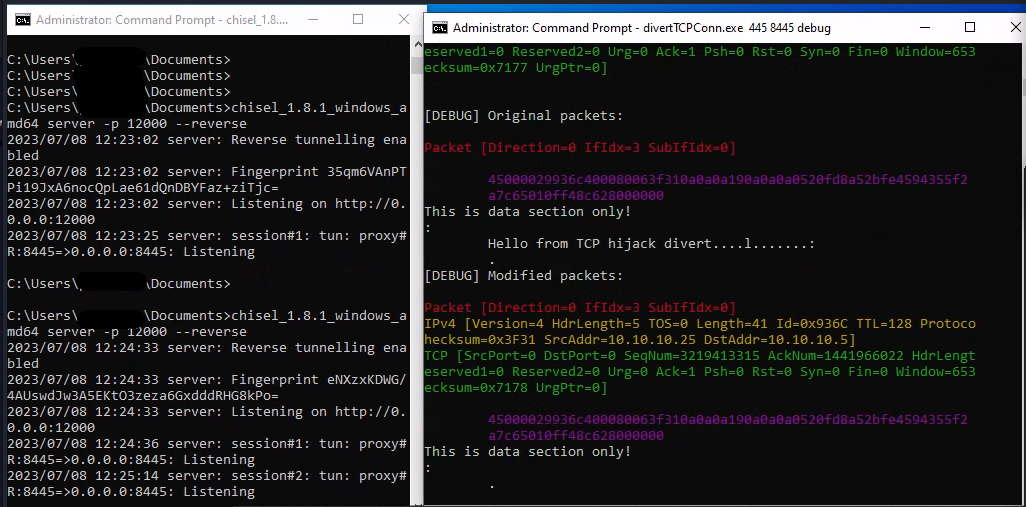 Administrator: Command Prompt - chisel_1.8....
C:\Users\ \Documents>
C:\Users\ \Documents>
C:\Users\ \Documents>
C:\Users\ \Documents>chisel_1.8.1_windows_a
md64 server -p 12000 --reverse
2023/07/08 12:23:02 server: Reverse tunnelling ena
bled
2023/07/08 12:23:02 server: Fingerprint 35qm6VAnPT
Pi19JxA6nocQpLae61dQnDBYFaz+ziTjc=
2023/07/08 12:23:02 server: Listening on http://0.
0.0.0:12000
2023/07/08 12:23:25 server: session#1: tun: proxy#
R:8445=>0.0.0.0:8445: Listening
C:\Users\ \Documents>
C:\Users\ \Documents>chisel_1.8.1_windows_a
md64 server -p 12000 --reverse
2023/07/08 12:24:33 server: Reverse tunnelling ena
bled
2023/07/08 12:24:33 server: Fingerprint eNXzxKDWG/
4AUswdJw3A5EKtO3zeza6GxdddRHG8kPo=
2023/07/08 12:24:33 server: Listening on http://0.
0.0.0:12000
2023/07/08 12:24:36 server: session#1: tun: proxy#
R:8445=>0.0.0.0:8445: Listening
2023/07/08 12:25:14 server: session#2: tun: proxy#
R:8445=>0.0.0.0:8445: Listening
Administrator: Command Prompt - divertTCPConn.exe 445 8445 debug
eserved1=0 Reserved2=0 Urg=0 Ack=1 Psh=0 Rst=0 Syn=0 Fin=0 Window=653
ecksum=0x7177 UrgPtr=0]
[DEBUG] Original packets:
Packet [Direction=0 IfIdx=3 SubIfIdx=0]
45000029936c400080063f310a0a0a190a0a0a0520fd8a52bfe4594355f2
a7c65010ff48c628000000
This is data section only!
:
Hello from TCP hijack divert....l.......:
.
[DEBUG] Modified packets:
Packet [Direction=0 IfIdx=3 SubIfIdx=0]
IPv4 [Version=4 HdrLength=5 TOS=0 Length=41 Id=0x936C TTL=128 Protoco
hecksum=0x3F31 SrcAddr=10.10.10.25 DstAddr=10.10.10.5]
TCP [SrcPort=0 DstPort=0 SeqNum=3219413315 AckNum=1441966022 HdrLengt
eserved1=0 Reserved2=0 Urg=0 Ack=1 Psh=0 Rst=0 Syn=0 Fin=0 Window=653
ecksum=0x7178 UrgPtr=0]
45000029936c400080063f310a0a0a190a0a0a0520fd8a52bfe4594355f2
a7c65010ff48c628000000
This is data section only!
:
.